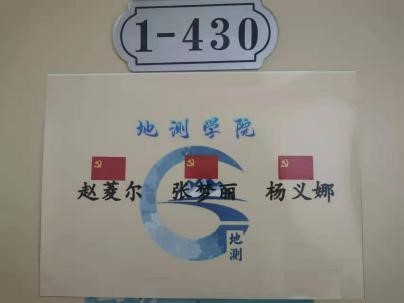 1-430
地测学院
赵菱尔 张梦丽 杨义娜
地测